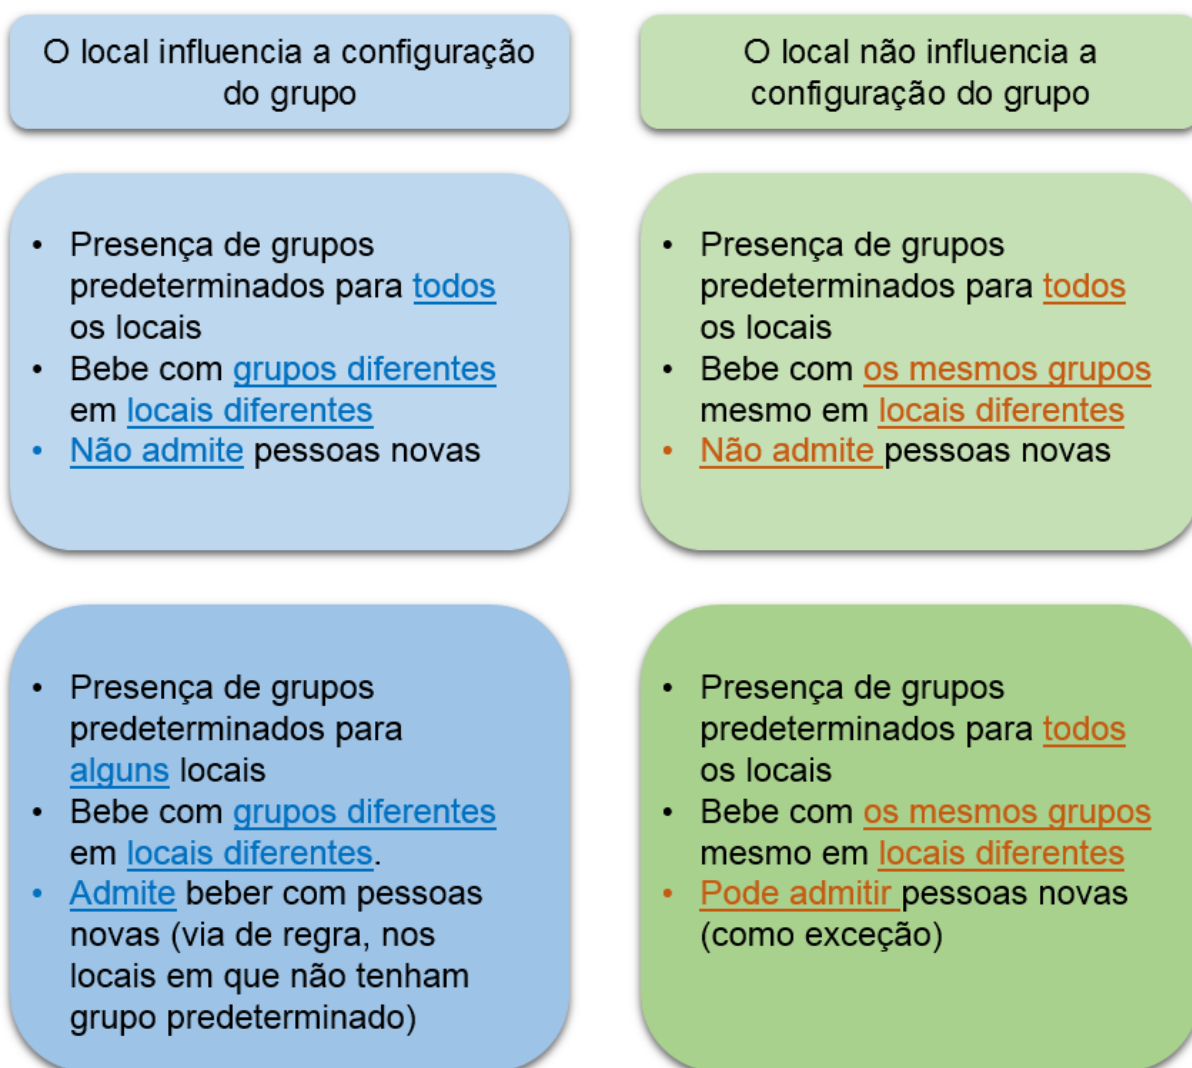 O local influencia a configuração
do grupo
O local não influencia a
configuração do grupo
• Presença de grupos
predeterminados para todos
os locais
• Bebe com grupos diferentes
em locais diferentes
• Não admite pessoas novas
• Presença de grupos
predeterminados para todos
os locais
• Bebe com os mesmos grupos
mesmo em locais diferentes
• Não admite pessoas novas
• Presença de grupos
predeterminados para
alguns locais
• Bebe com grupos diferentes
em locais diferentes.
• Admite beber com pessoas
novas (via de regra, nos
locais em que não tenham
grupo predeterminado)
• Presença de grupos
predeterminados para todos
os locais
• Bebe com os mesmos grupos
mesmo em locais diferentes
• Pode admitir pessoas novas
(como exceção)